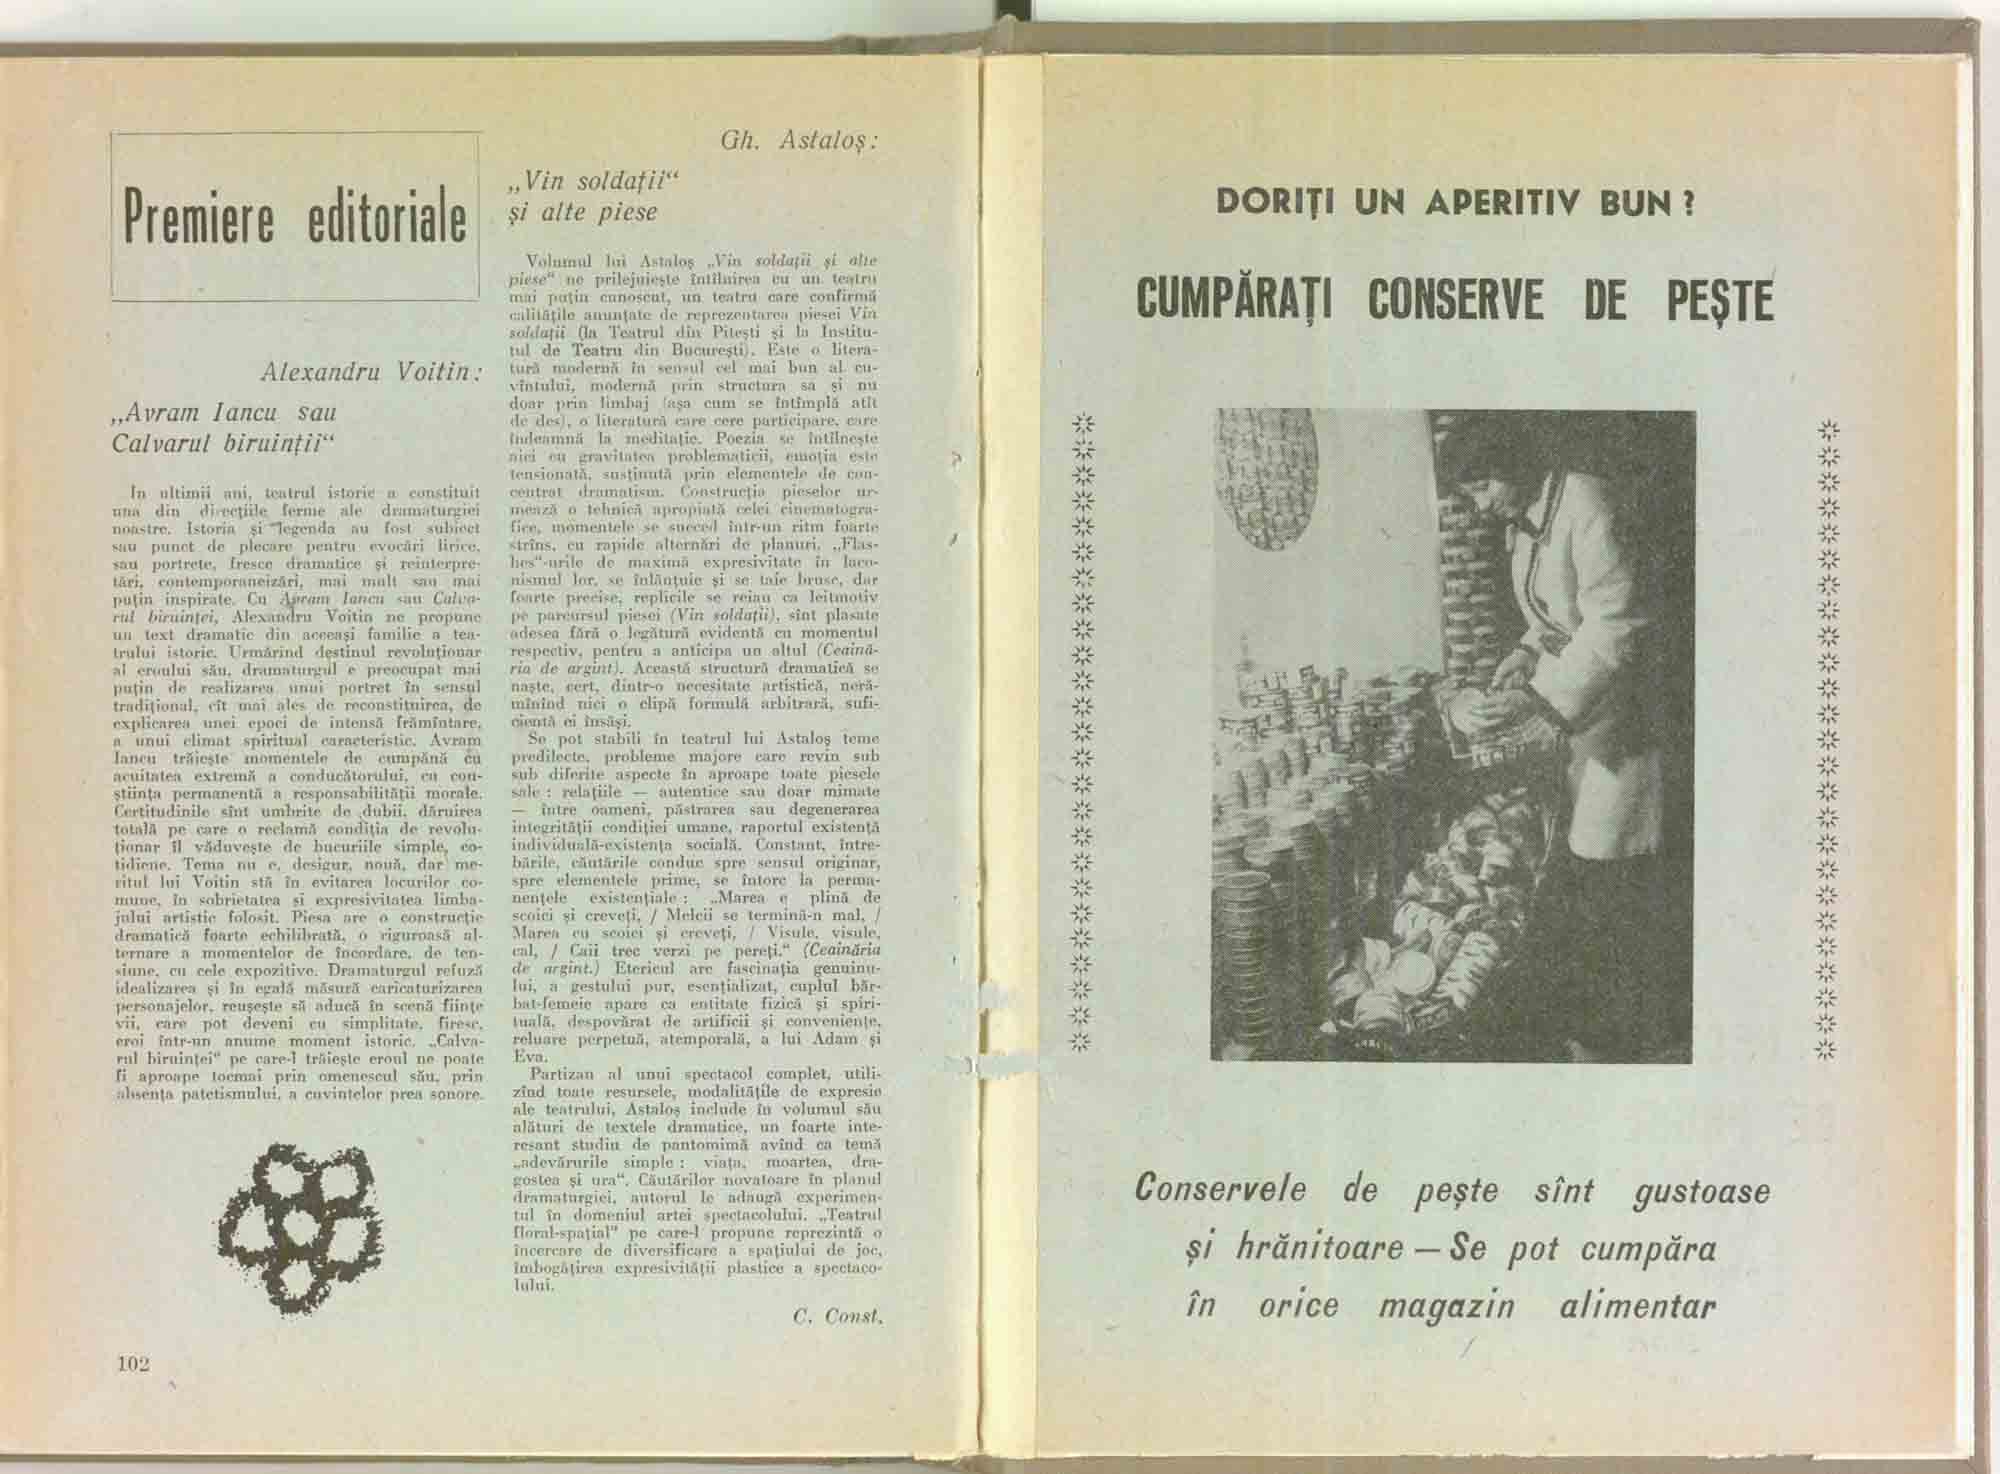 Premiere editoriale
Alexandru Voitin:
„Avram Iancu sau
Calvarul biruinții“
In ultimii ani, teatrul istoric a constituit
una din direcțiile ferme ale dramaturgiei
noastre. Istoria și legenda au fost subiect
sau punct de plecare pentru evocări lirice,
sau portrete, fresce dramatice și reinterpre-
tări, contemporaneizări, mai mult sau mai
puțin inspirate. Cu Avram Iancu sau Calva-
rul biruinței, Alexandru Voitin ne propune
un text dramatic din aceeași familie a tea-
trului istoric. Urmărind destinul revoluționar
al eroului său, dramaturgul e preocupat mai
puțin de realizarea unui portret în sensul
tradițional, cît mai ales de reconstituirea, de
explicarea unei epoci de intensă frămîntare,
a unui climat spiritual caracteristic. Avram
Iancu trăiește momentele de cumpănă cu
acuitatea extremă a conducătorului, cu con-
știința permanentă a responsabilității morale.
Certitudinile sînt umbrite de dubii, dăruirea
totală pe care o reclamă condiția de revolu-
ționar îl văduvește de bucuriile simple, co-
tidiene. Tema nu e, desigur, nouă, dar me-
ritul lui Voitin stă în evitarea locurilor co-
mune, în sobrietatea și expresivitatea limba-
jului artistic folosit. Piesa are o construcție
dramatică foarte echilibrată, o riguroasă al-
ternare a momentelor de încordare, de ten-
siune, cu cele expozitive. Dramaturgul refuză
idealizarea și în egală măsură caricaturizarea
personajelor, reușește să aducă în scenă ființe
vii, care pot deveni cu simplitate, firesc,
eroi într-un anume moment istoric. „Calva-
rul biruinței“ pe care-l trăiește eroul ne poate
fi aproape tocmai prin omenescul său, prin
absența patetismului, a cuvintelor prea sonore.
102
Gh. Astaloș:
„Vin soldații“
și alte piese
Volumul lui Astaloș „Vin soldații și alte
piese“ ne prilejuiește întîlnirea cu un teatru
mai puțin cunoscut, un teatru care confirmă
calitățile anunțate de reprezentarea piesei Vin
soldații (la Teatrul din Pitești și la Institu-
tul de Teatru din București). Este o litera-
tură modernă în sensul cel mai bun al cu-
vîntului, modernă prin structura sa și nu
doar prin limbaj (așa cum se întîmplă atît
de des), o literatură care cere participare, care
îndeamnă la meditație. Poezia se întîlnește
aici cu gravitatea problematicii, emoția este
tensionată, susținută prin elementele de con-
centrat dramatism. Construcția pieselor ur-
mează o tehnică apropiată celei cinematogra-
fice, momentele se succed într-un ritm foarte
strîns, cu rapide alternări de planuri. „Flas-
hes“-urile de maximă expresivitate în laco-
nismul lor, se înlănțuie și se taie brusc, dar
foarte precise, replicile se reiau ca leitmotiv
pe parcursul piesei (Vin soldații), sînt plasate
adesea fără o legătură evidentă cu momentul
respectiv, pentru a anticipa un altul (Ceaină-
ria de argint). Această structură dramatică se
naște, cert, dintr-o necesitate artistică, neră-
mînînd nici o clipă formulă arbitrară, sufi-
cientă ei însăși.
Se pot stabili în teatrul lui Astaloș teme
predilecte, probleme majore care revin sub
sub diferite aspecte în aproape toate piesele
sale : relațiile — autentice sau doar mimate
— între oameni, păstrarea sau degenerarea
integrității condiției umane, raportul existență
individuală-existența socială. Constant, între-
bările, căutările conduc spre sensul originar,
spre elementele prime, se întorc la perma-
nențele existențiale : „Marea e plină de
scoici și creveți, / Melcii se termină-n mal, /
Marea cu scoici și creveți, / Visule, visule,
cal, / Caii trec verzi pe pereți.“ (Ceainăria
de argint.) Etericul are fascinația genuinu-
lui, a gestului pur, esențializat, cuplul băr-
bat-femeie apare ca entitate fizică și spiri-
tuală, despovărat de artificii și conveniențe,
reluare perpetuă, atemporală, a lui Adam și
Eva.
Partizan al unui spectacol complet, utili-
zînd toate resursele, modalitățile de expresie
ale teatrului, Astaloș include în volumul său
alături de textele dramatice, un foarte inte-
resant studiu de pantomimă avînd ca temă
„adevărurile simple : viața, moartea, dra-
gostea și ura“. Căutărilor novatoare în planul
dramaturgiei, autorul le adaugă experimen-
tul în domeniul artei spectacolului. „Teatrul
floral-spațial“ pe care-l propune reprezintă o
încercare de diversificare a spațiului de joc,
îmbogățirea expresivității plastice a spectaco-
lului.
C. Const.
DORIȚI UN APERITIV BUN ?
CUMPĂRAȚI CONSERVE DE PEȘTE
Conservele de pește sînt gustoase
și hrănitoare — Se pot cumpăra
în orice magazin alimentar